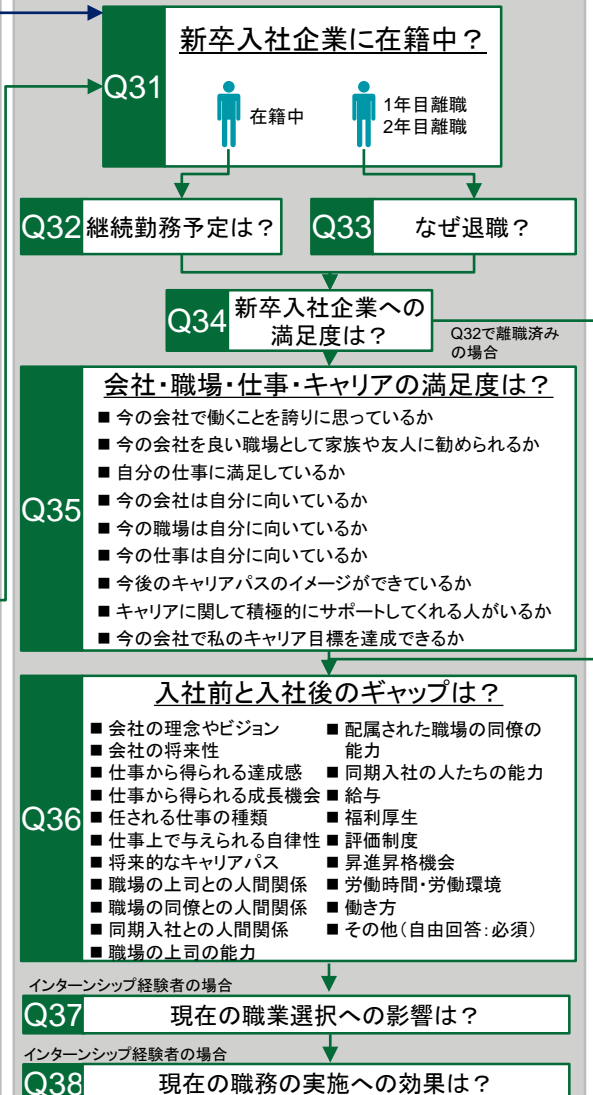 Q31
新卒入社企業に在籍中？
在籍中
1年目離職
2年目離職
Q32
継続勤務予定は？
Q33
なぜ退職？
Q34
新卒入社企業への
満足度は？
Q32で離職済み
の場合
Q35
会社・職場・仕事・キャリアの満足度は？
■ 今の会社で働くことを誇りに思っているか
■ 今の会社を良い職場として家族や友人に勧められるか
■ 自分の仕事に満足しているか
■ 今の会社は自分に向いているか
■ 今の職場は自分に向いているか
■ 今の仕事は自分に向いているか
■ 今後のキャリアパスのイメージができているか
■ キャリアに関して積極的にサポートしてくれる人がいるか
■ 今の会社で私のキャリア目標を達成できるか
Q36
入社前と入社後のギャップは？
■ 会社の理念やビジョン
■ 会社の将来性
■ 仕事から得られる達成感
■ 仕事から得られる成長機会
■ 任される仕事の種類
■ 仕事上で与えられる自律性
■ 将来的なキャリアパス
■ 職場の上司との人間関係
■ 職場の同僚との人間関係
■ 同期入社との人間関係
■ 職場の上司の能力
■ 配属された職場の同僚の
能力
■ 同期入社の人たちの能力
■ 給与
■ 福利厚生
■ 評価制度
■ 昇進昇格機会
■ 労働時間・労働環境
■ 働き方
■ その他（自由回答：必須）
インターンシップ経験者の場合
Q37
現在の職業選択への影響は？
インターンシップ経験者の場合
Q38
現在の職務の実施への効果は？